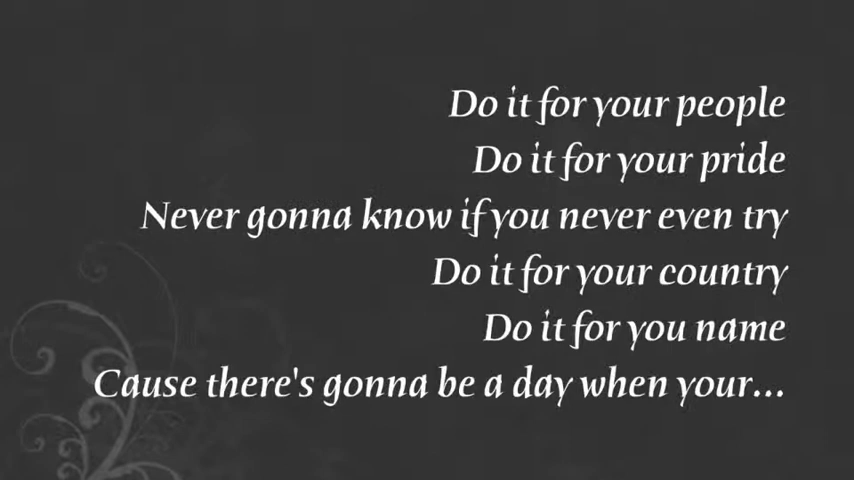 Do it for your people
Do it for your pride
Never gonna know if you never even try
Do it for your country
Do it for you name
Cause there's gonna be a day when your...